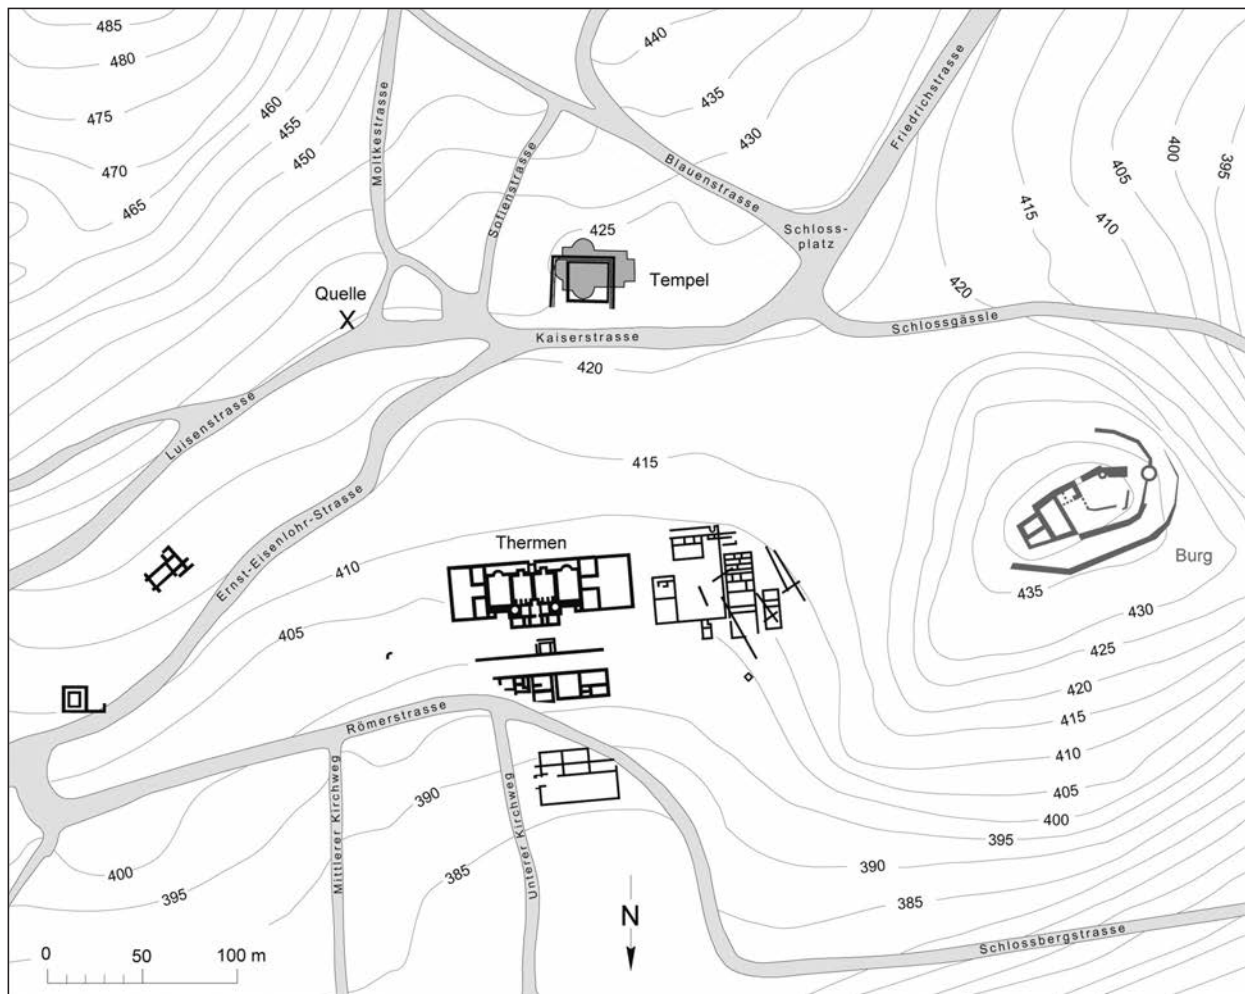 485
480
475
470
465
460
455
450
440
435
430
425
Moltkestrasse
Sofienstrasse
Blauenstrasse
Friedrichstrasse
Schloss-
platz
400
395
405
410
415
420
Tempel
Quelle
X
Kaiserstrasse
Schlossgässle
420
Luisenstrasse
415
Ernst-Eisenlohr-Strasse
Thermen
410
405
Burg
435
430
425
420
415
410
405
400
395
390
385
Römerstrasse
Mittlerer Kirchweg
Unterer Kirchweg
390
385
400
395
N
Schlossbergstrasse
0 50 100 m